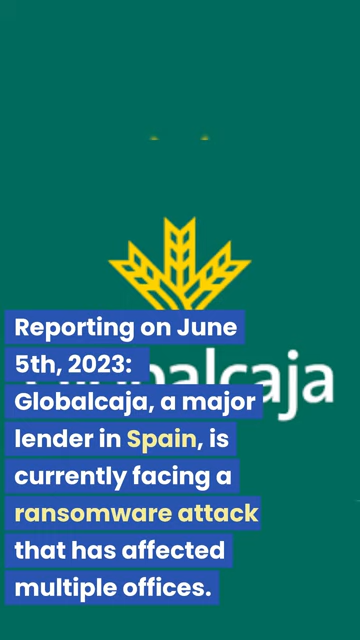 Reporting on June
5th, 2023:
Globalcaja, a major
lender in Spain, is
currently facing a
ransomware attack
that has affected
multiple offices.